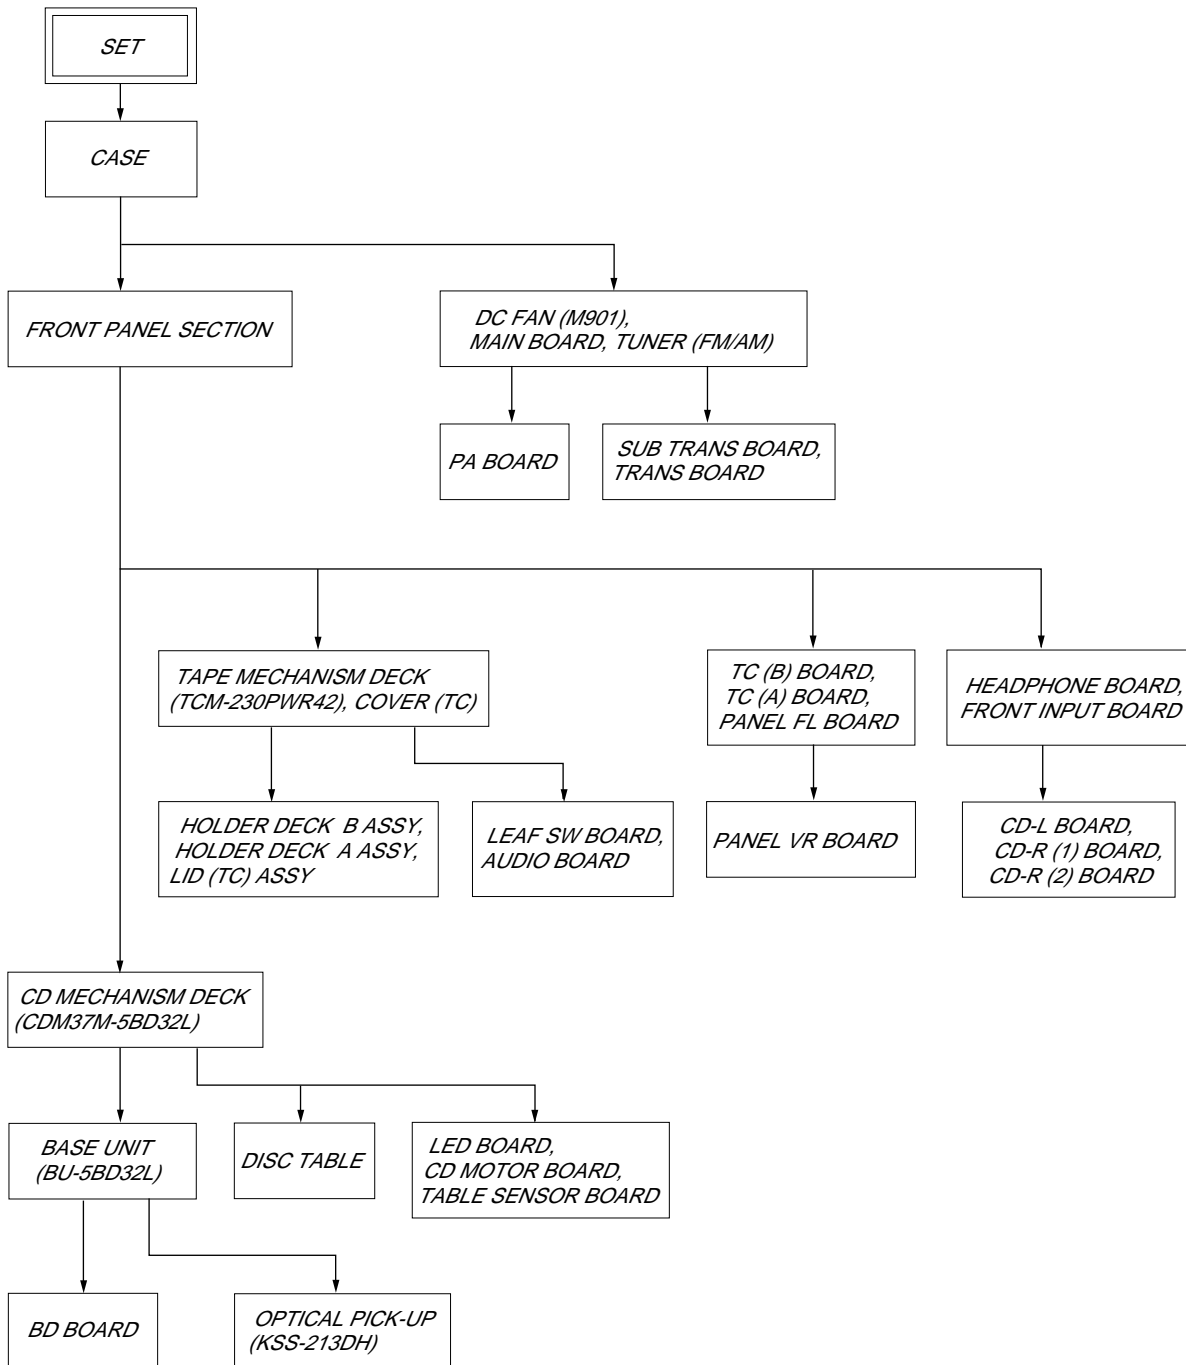 SET
CASE
FRONT PANEL SECTION
DC FAN (M901),
MAIN BOARD, TUNER (FM/AM)
PA BOARD
SUB TRANS BOARD,
TRANS BOARD
TAPE MECHANISM DECK
(TCM-230PWR42), COVER (TC)
TC (B) BOARD,
TC (A) BOARD,
PANEL FL BOARD
HEADPHONE BOARD,
FRONT INPUT BOARD
HOLDER DECK B ASSY,
HOLDER DECK A ASSY,
LID (TC) ASSY
LEAF SW BOARD,
AUDIO BOARD
PANEL VR BOARD
CD-L BOARD,
CD-R (1) BOARD,
CD-R (2) BOARD
CD MECHANISM DECK
(CDM37M-5BD32L)
BASE UNIT
(BU-5BD32L)
DISC TABLE
LED BOARD,
CD MOTOR BOARD,
TABLE SENSOR BOARD
BD BOARD
OPTICAL PICK-UP
(KSS-213DH)